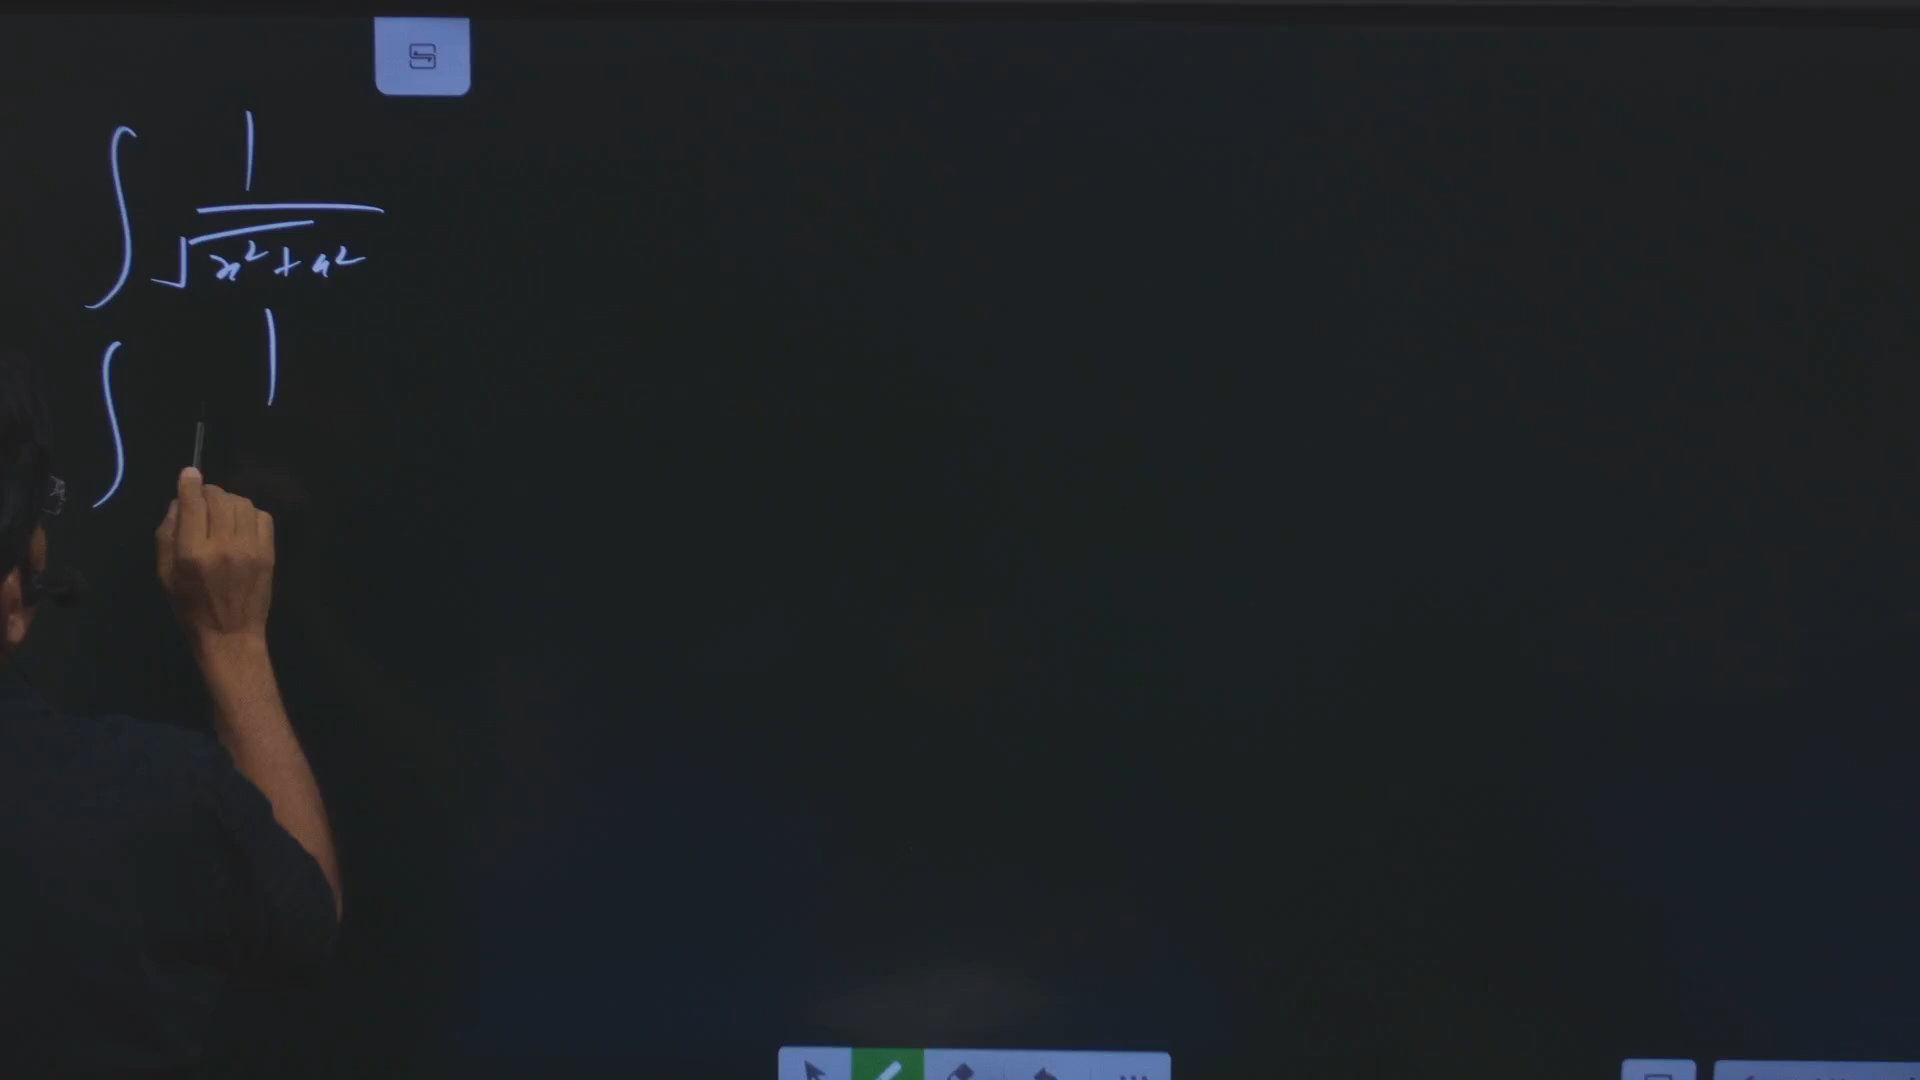 ∫ 1/√(x²+a²)
∫ 1